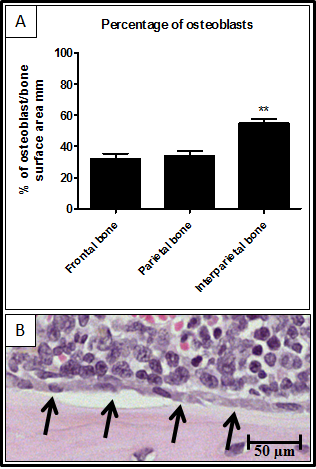 A
Percentage of osteoblasts
% of osteoblast/bone
surface area mm
100
80
60
40
20
0
**
Frontal bone
Parietal bone
Interparietal bone
B
50 µm